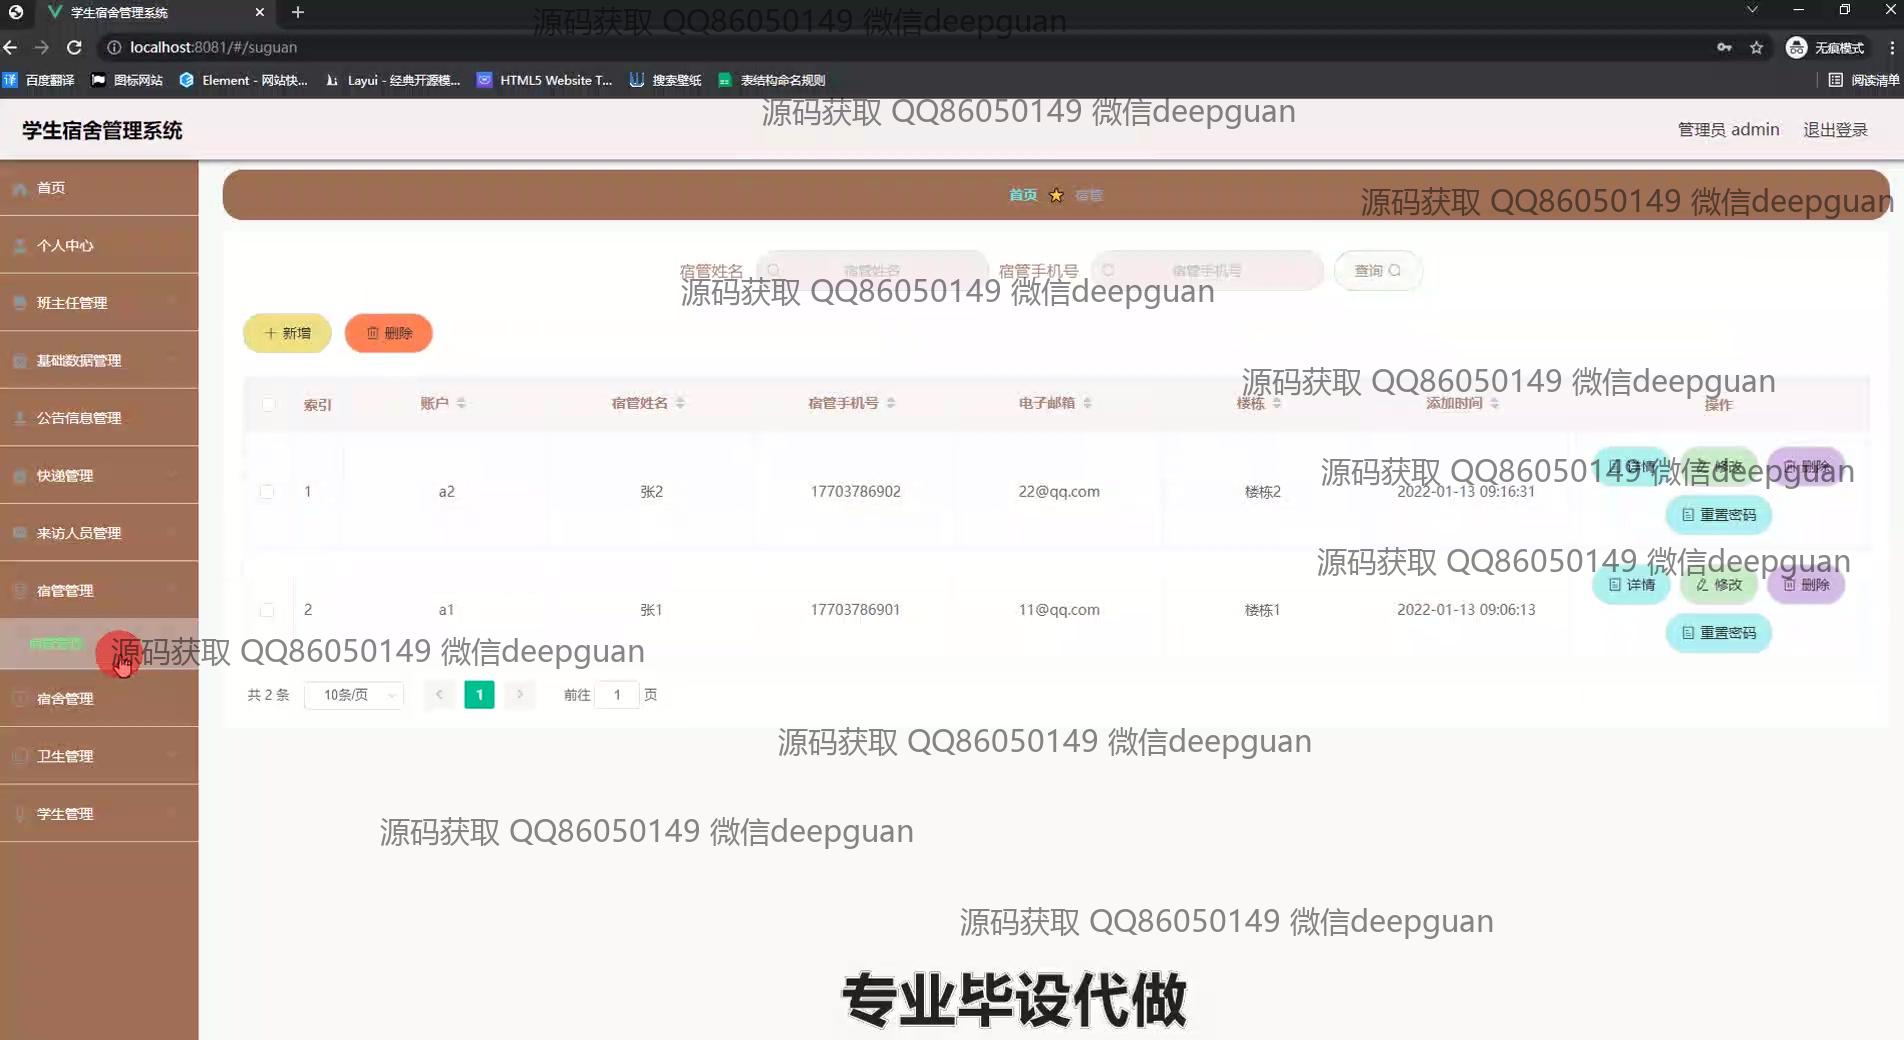 学生宿舍管理系统
源码获取 QQ86050149 微信deepguan
localhost:8081/#/suguan
无痕模式
百度翻译 图标网站 Element - 网站快... Layui - 经典开源模... HTML5 Website T... 搜索壁纸 表结构命名规则 阅读清单
源码获取 QQ86050149 微信deepguan
学生宿舍管理系统
管理员 admin 退出登录
首页
首页 宿管
源码获取 QQ86050149 微信deepguan
个人中心
宿管姓名 宿管姓名 宿管手机号 宿管手机号 查询
源码获取 QQ86050149 微信deepguan
班主任管理
新增 删除
基础数据管理
源码获取 QQ86050149 微信deepguan
索引 账户 宿管姓名 宿管手机号 电子邮箱 楼栋 添加时间 操作
公告信息管理
快递管理
源码获取 QQ86050149 微信deepguan
详情 修改 删除
1 a2 张2 17703786902 22@qq.com 楼栋2 2022-01-13 09:16:31
重置密码
来访人员管理
源码获取 QQ86050149 微信deepguan
宿管管理
详情 修改 删除
2 a1 张1 17703786901 11@qq.com 楼栋1 2022-01-13 09:06:13
重置密码
宿管管理
源码获取 QQ86050149 微信deepguan
宿舍管理
共 2 条 10条/页 1 前往 1 页
卫生管理
源码获取 QQ86050149 微信deepguan
学生管理
源码获取 QQ86050149 微信deepguan
源码获取 QQ86050149 微信deepguan
专业毕设代做